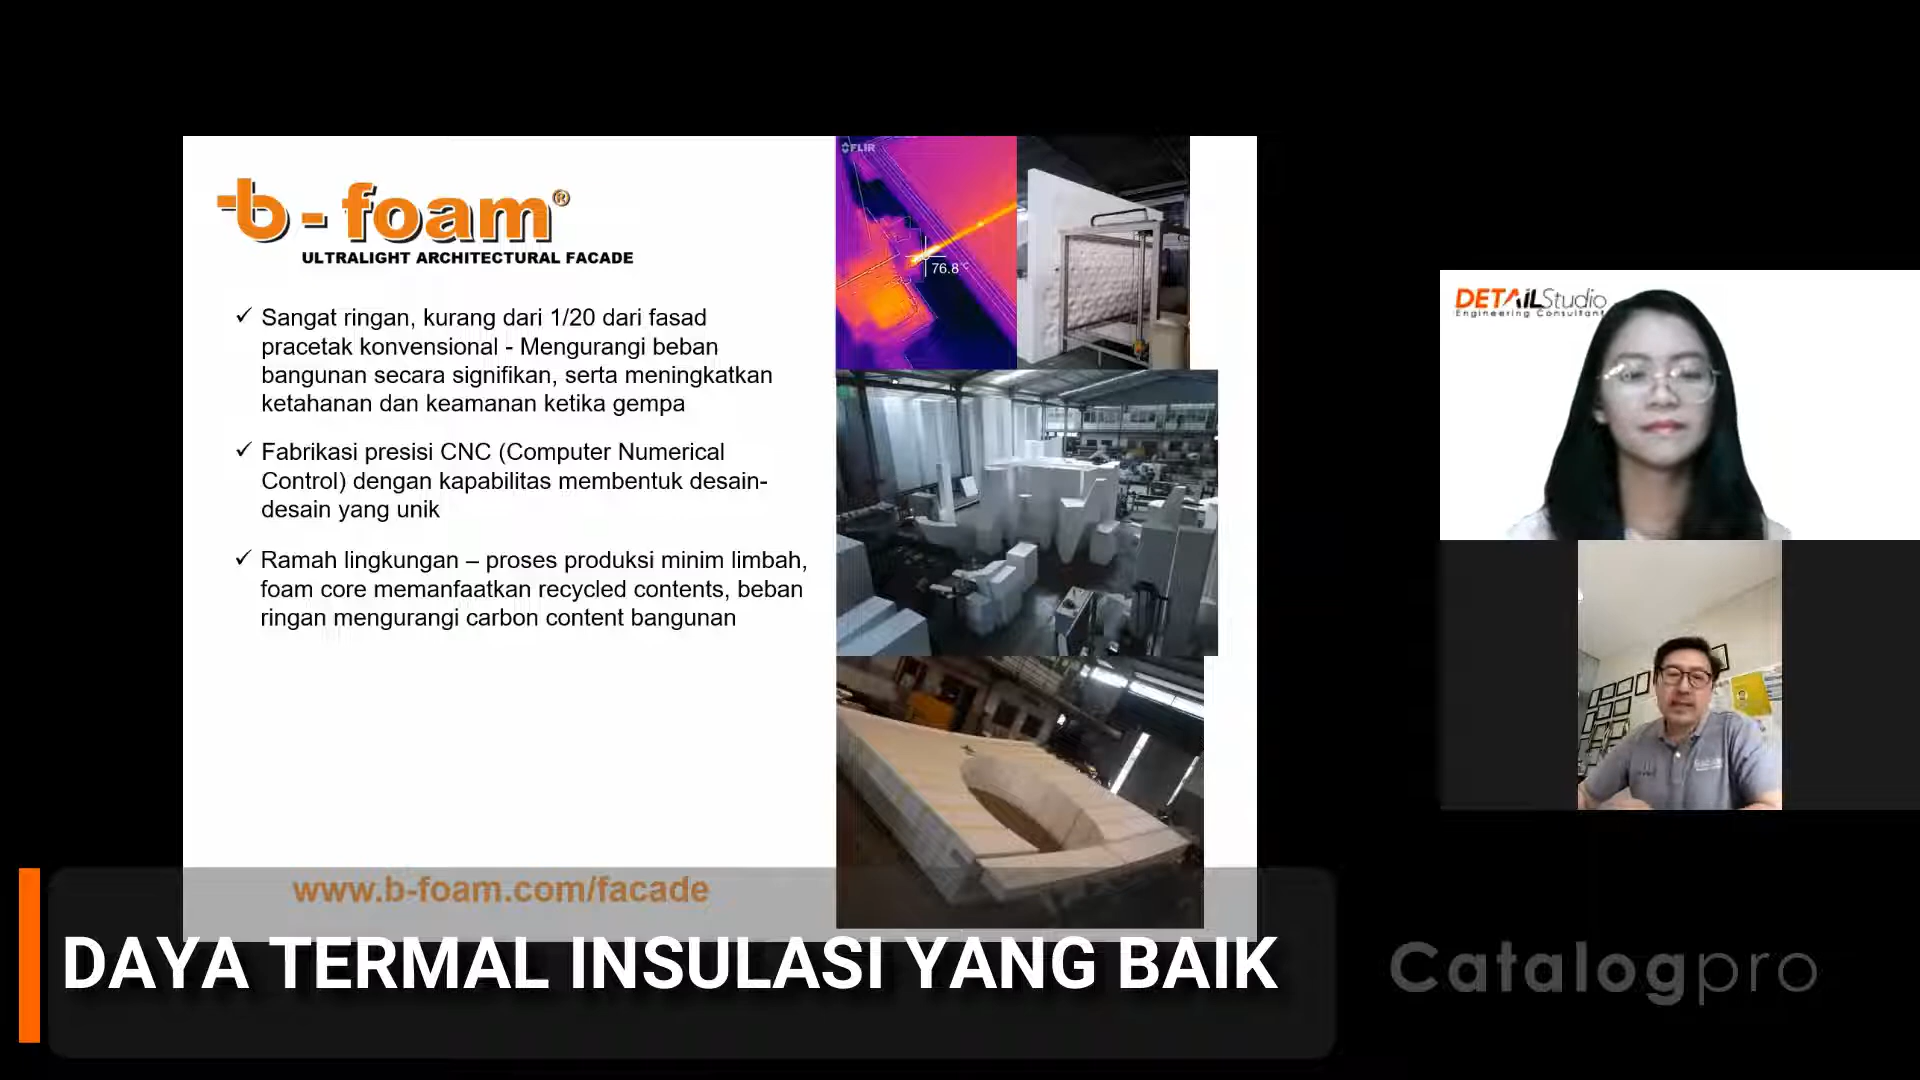 b-foam®
ULTRALIGHT ARCHITECTURAL FACADE
✓ Sangat ringan, kurang dari 1/20 dari fasad
pracetak konvensional - Mengurangi beban
bangunan secara signifikan, serta meningkatkan
ketahanan dan keamanan ketika gempa
✓ Fabrikasi presisi CNC (Computer Numerical
Control) dengan kapabilitas membentuk desain-
desain yang unik
✓ Ramah lingkungan – proses produksi minim limbah,
foam core memanfaatkan recycled contents, beban
ringan mengurangi carbon content bangunan
www.b-foam.com/facade
FLIR
76.8°C
DETAiLStudio
Engineering Consultant
DAYA TERMAL INSULASI YANG BAIK
Catalogpro